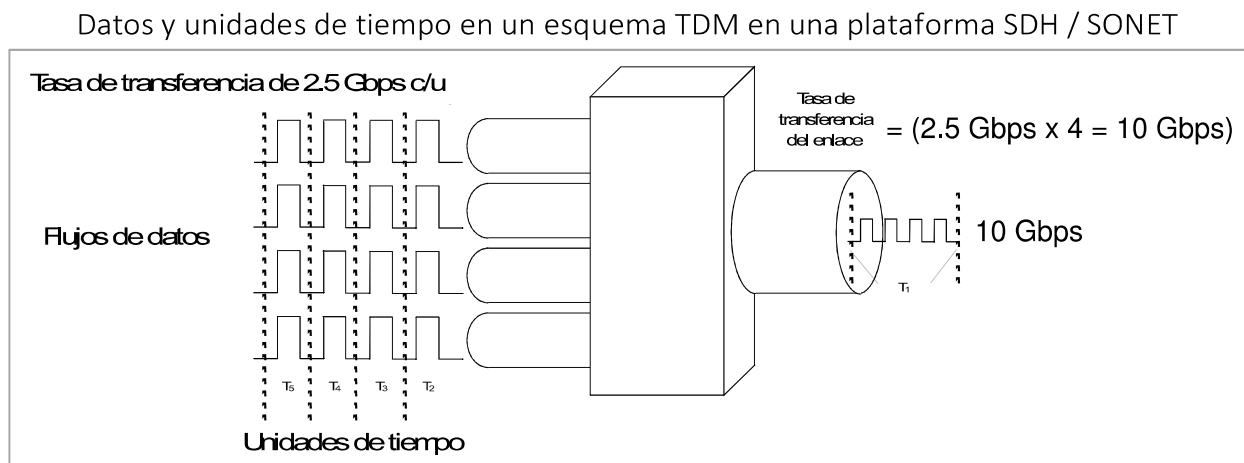 Datos y unidades de tiempo en un esquema TDM en una plataforma SDH / SONET
Tasa de transferencia de 2.5 Gbps c/u
Tasa de
transferencia
del enlace
= (2.5 Gbps x 4 = 10 Gbps)
Flujos de datos
10 Gbps
T1
T5 T4 T3 T2
Unidades de tiempo